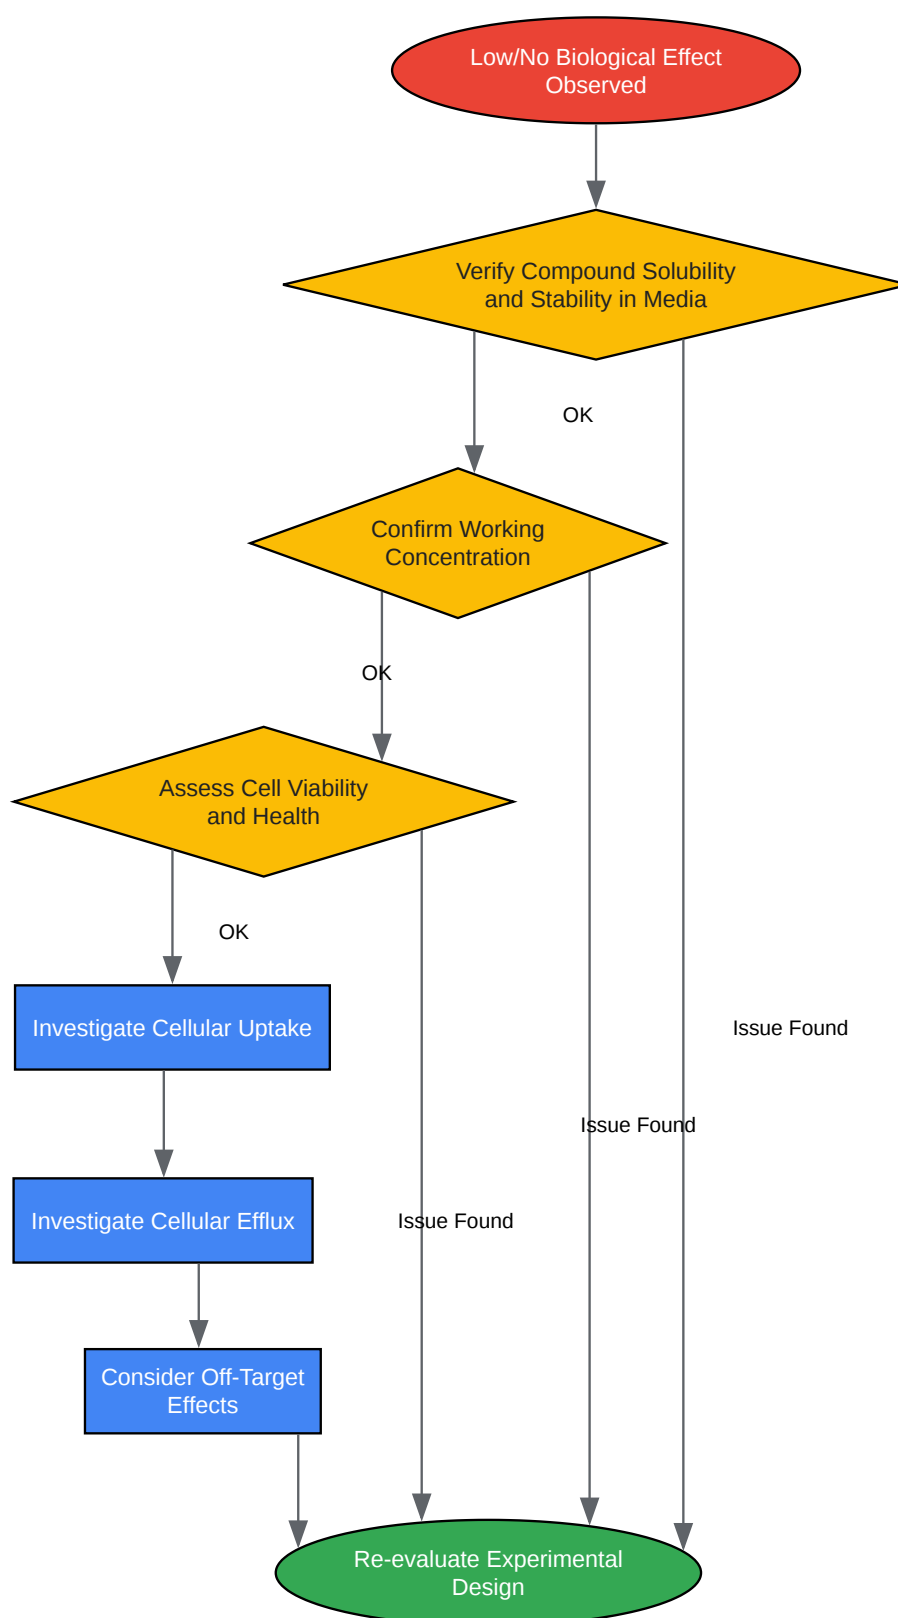 Low/No Biological Effect
Observed
Verify Compound Solubility
and Stability in Media
OK
Confirm Working
Concentration
OK
Assess Cell Viability
and Health
OK
Investigate Cellular Uptake
Issue Found
Issue Found
Investigate Cellular Efflux
Issue Found
Consider Off-Target
Effects
Re-evaluate Experimental
Design